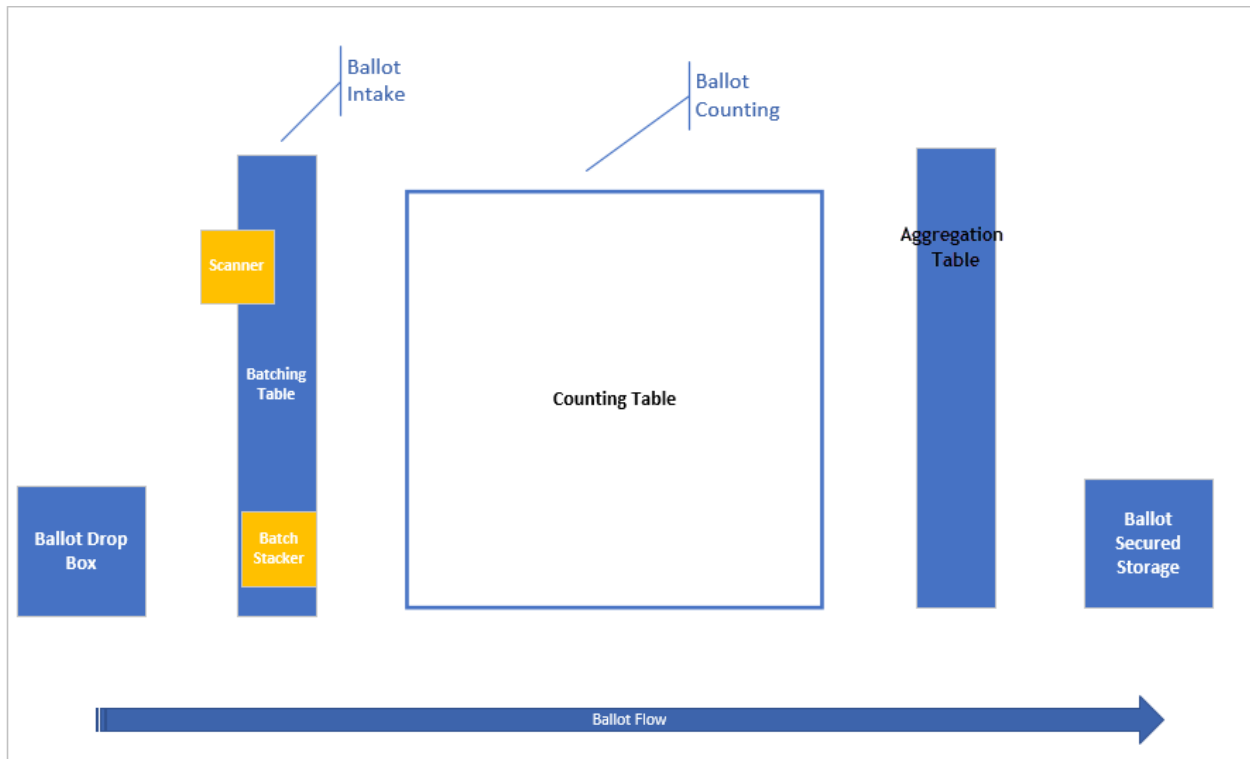 Ballot
Intake
Ballot
Counting
Scanner
Batching
Table
Batch
Stacker
Ballot Drop
Box
Counting Table
Aggregation
Table
Ballot
Secured
Storage
Ballot Flow